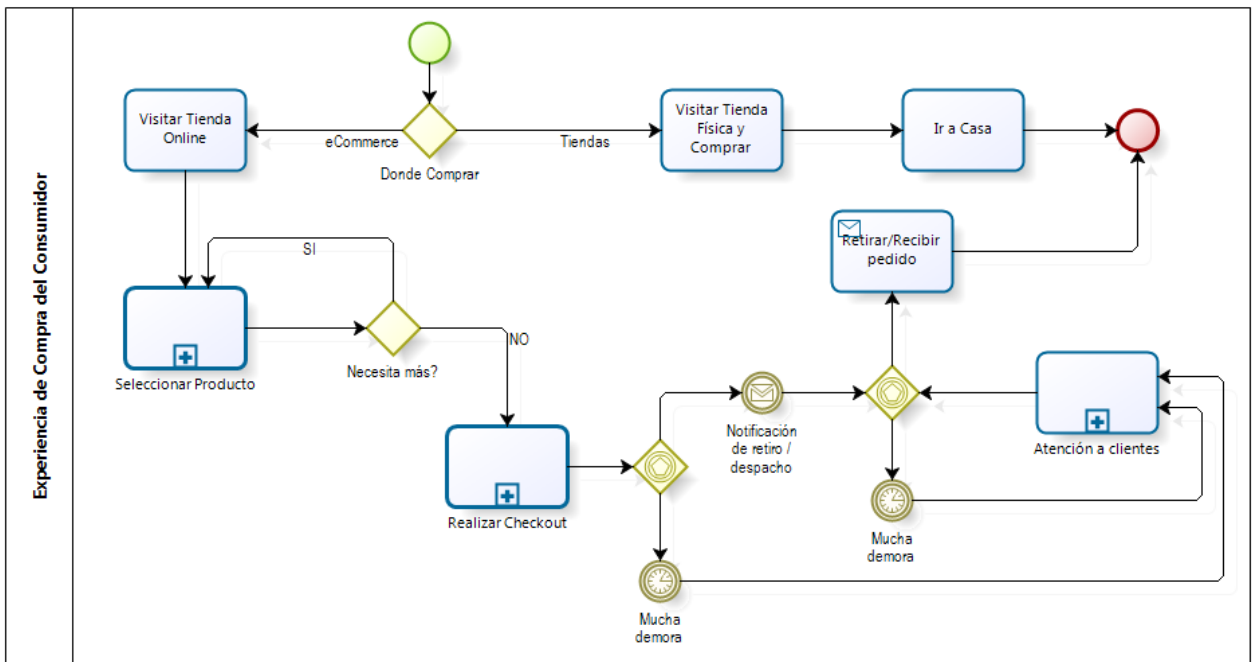 Experiencia de Compra del Consumidor
Visitar Tienda
Online
eCommerce
Donde Comprar
Tiendas
Visitar Tienda
Física y
Comprar
Ir a Casa
Retirar/Recibir
pedido
SI
Seleccionar Producto
Necesita más?
NO
Realizar Checkout
Notificación
de retiro /
despacho
Mucha
demora
Atención a clientes
Mucha
demora